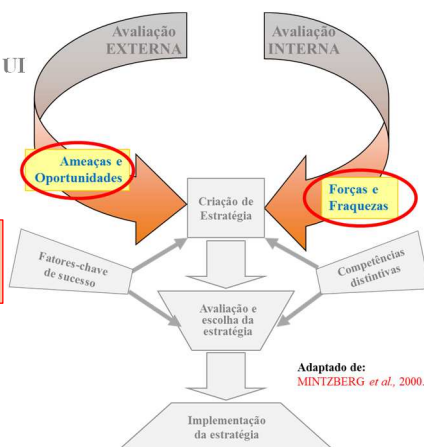 Avaliação
EXTERNA
Avaliação
INTERNA
UI
Ameaças e
Oportunidades
Forças e
Fraquezas
Criação de
Estratégia
Fatores-chave
de sucesso
Competências
distintivas
Avaliação e
escolha da
estratégia
Adaptado de:
MINTZBERG et al., 2000.
Implementação
da estratégia